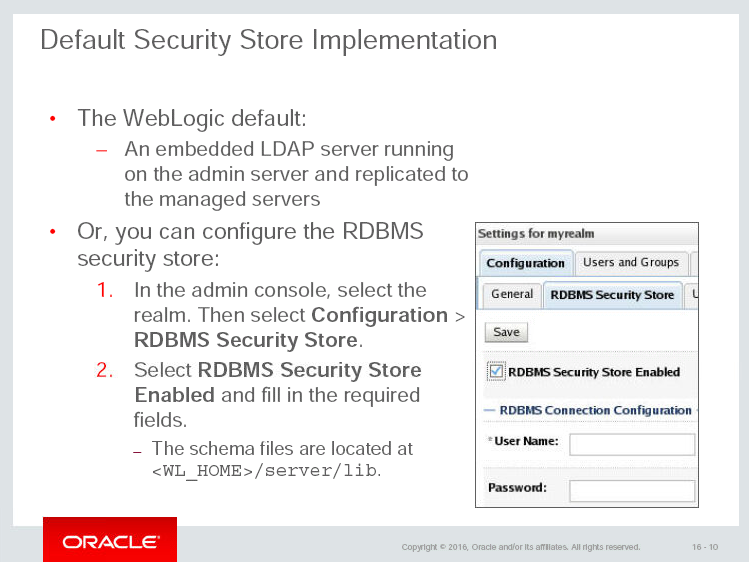 Default Security Store Implementation
• The WebLogic default:
– An embedded LDAP server running
on the admin server and replicated to
the managed servers
• Or, you can configure the RDBMS
security store:
1. In the admin console, select the
realm. Then select Configuration >
RDBMS Security Store.
2. Select RDBMS Security Store
Enabled and fill in the required
fields.
– The schema files are located at
<WL_HOME>/server/lib.
Settings for myrealm
Configuration Users and Groups
General RDBMS Security Store
Save
RDBMS Security Store Enabled
RDBMS Connection Configuration
* User Name:
Password:
ORACLE
Copyright © 2016, Oracle and/or its affiliates. All rights reserved. 16 - 10